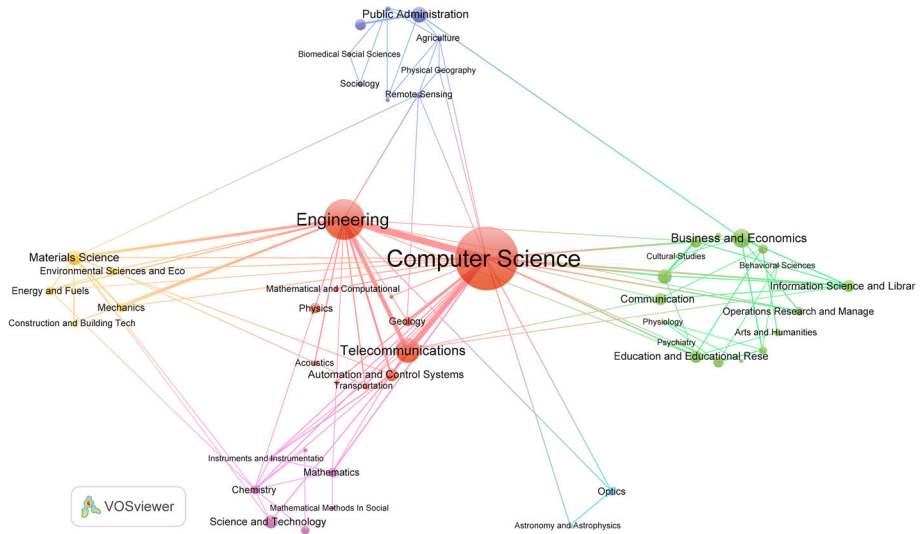 Public Administration
Agriculture
Biomedical Social Sciences
Physical Geography
Sociology
Remote Sensing
Engineering
Computer Science
Business and Economics
Cultural Studies
Behavioral Sciences
Materials Science
Environmental Sciences and Eco
Energy and Fuels
Mechanics
Construction and Building Tech
Mathematical and Computational
Physics
Geology
Telecommunications
Acoustics
Automation and Control Systems
Transportation
Information Science and Librar
Communication
Operations Research and Manage
Physiology
Arts and Humanities
Psychiatry
Education and Educational Rese
Instruments and Instrumentatio
Mathematics
Chemistry
Mathematical Methods In Social
Science and Technology
Optics
Astronomy and Astrophysics
VOSviewer